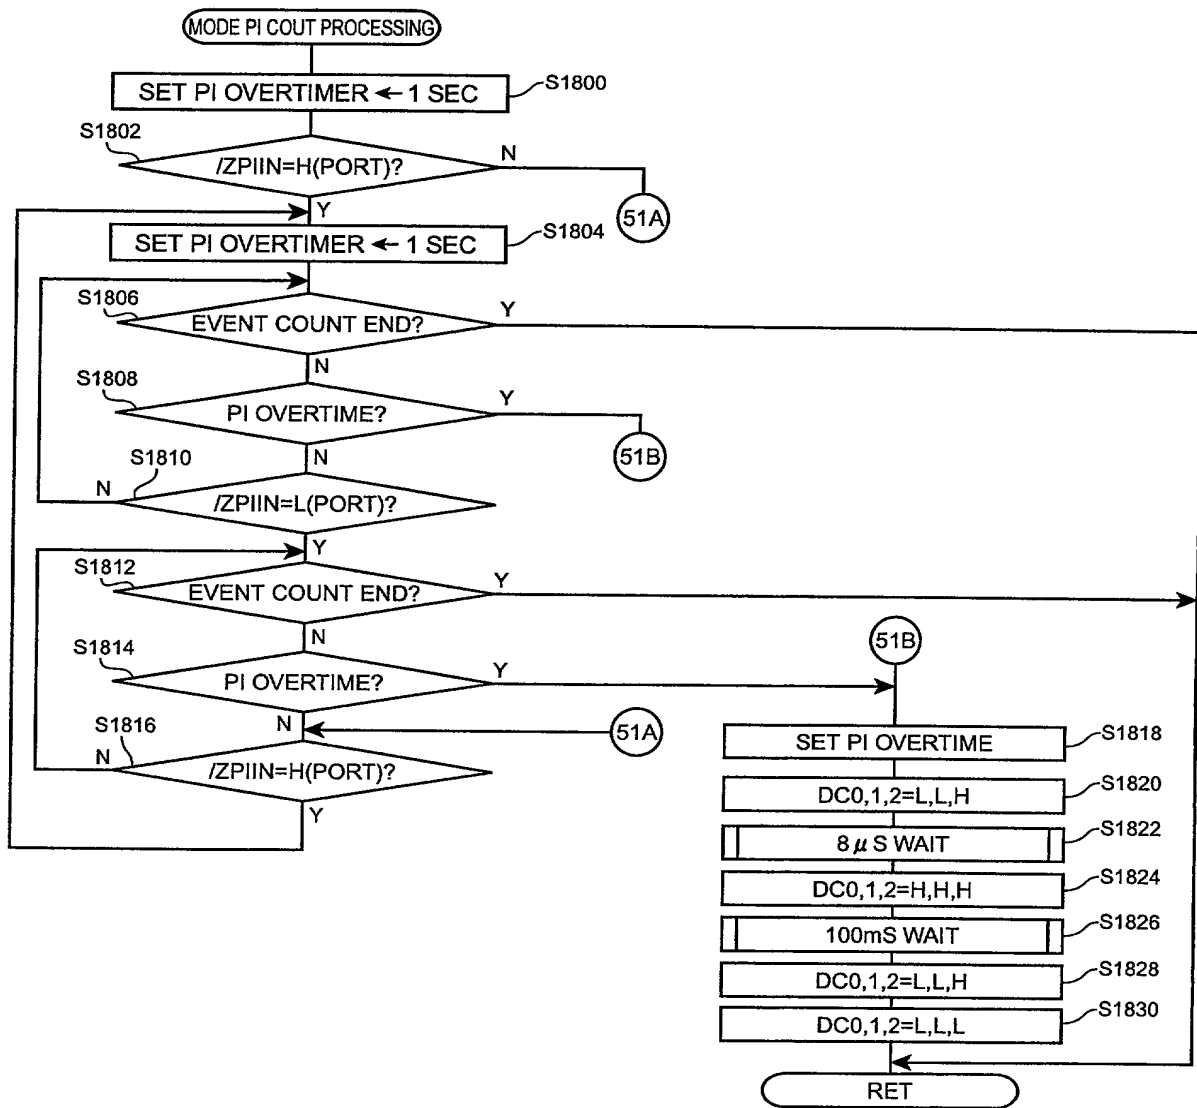 MODE PI COUT PROCESSING
SET PI OVERTIMER ← 1 SEC
S1800
S1802
/ZPIIN=H(PORT)?
N
51A
Y
SET PI OVERTIMER ← 1 SEC
S1804
S1806
EVENT COUNT END?
Y
N
S1808
PI OVERTIME?
Y
51B
N
S1810
N
/ZPIIN=L(PORT)?
Y
S1812
EVENT COUNT END?
Y
N
S1814
PI OVERTIME?
Y
N
51A
S1816
N
/ZPIIN=H(PORT)?
Y
51B
SET PI OVERTIME
S1818
DC0,1,2=L,L,H
S1820
8 μ S WAIT
S1822
DC0,1,2=H,H,H
S1824
100mS WAIT
S1826
DC0,1,2=L,L,H
S1828
DC0,1,2=L,L,L
S1830
RET